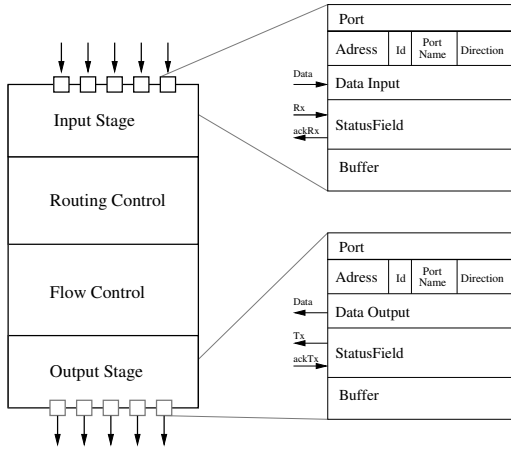 Input Stage
Routing Control
Flow Control
Output Stage
Port
Adress Id Port Name Direction
Data
Data Input
Rx
StatusField
ackRx
Buffer
Port
Adress Id Port Name Direction
Data
Data Output
Tx
StatusField
ackTx
Buffer